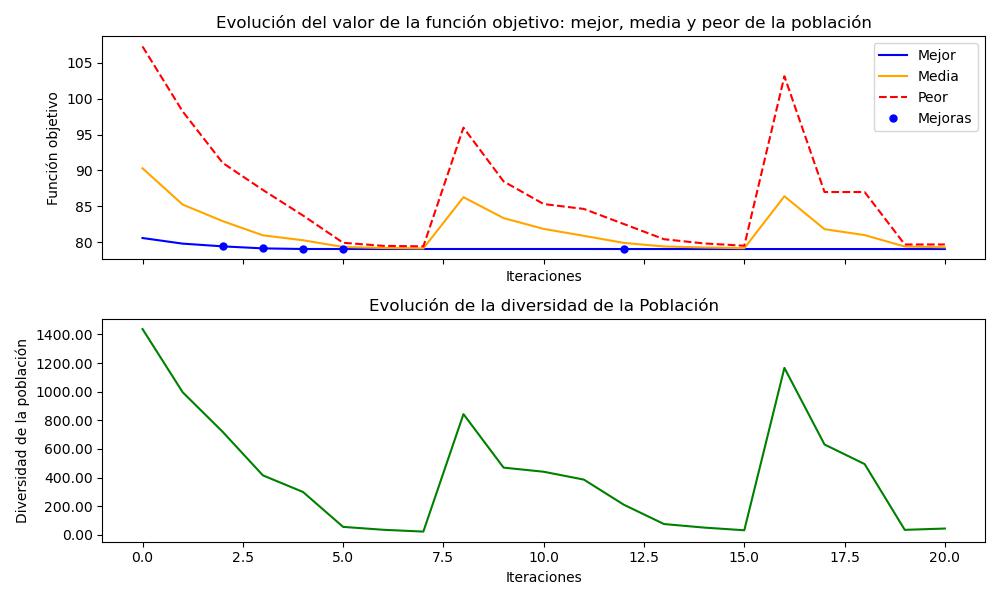 Evolución del valor de la función objetivo: mejor, media y peor de la población
Función objetivo
105
100
95
90
85
80
Mejor
Media
Peor
Mejoras
Iteraciones
Evolución de la diversidad de la Población
Diversidad de la población
1400.00
1200.00
1000.00
800.00
600.00
400.00
200.00
0.00
0.0 2.5 5.0 7.5 10.0 12.5 15.0 17.5 20.0
Iteraciones